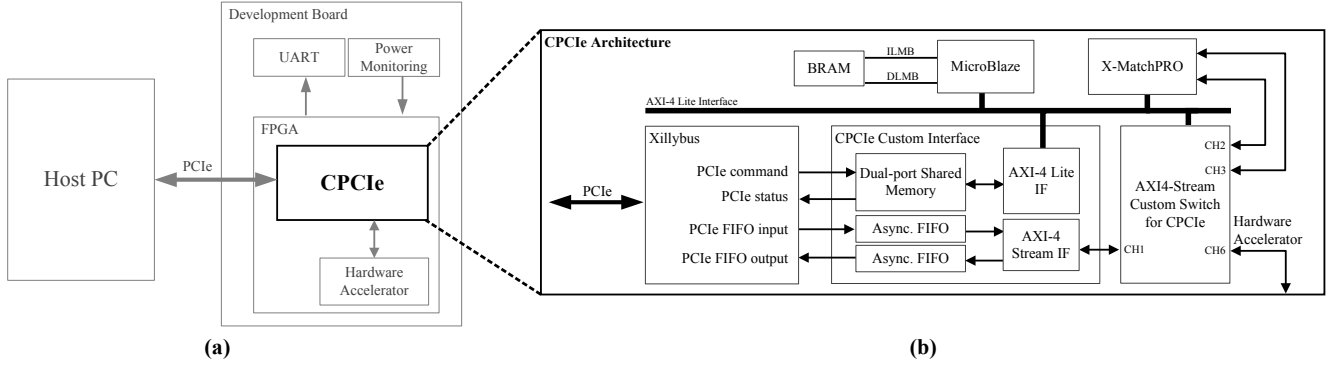 Development Board
UART
Power
Monitoring
FPGA
Host PC
PCIe
CPCIe
Hardware
Accelerator
(a)
CPCIe Architecture
BRAM
ILMB
DLMB
MicroBlaze
X-MatchPRO
AXI-4 Lite Interface
Xillybus
PCIe command
PCIe status
PCIe FIFO input
PCIe FIFO output
PCIe
CPCIe Custom Interface
Dual-port Shared
Memory
AXI-4 Lite
IF
Async. FIFO
Async. FIFO
AXI-4
Stream IF
CH2
CH3
AXI4-Stream
Custom Switch
for CPCIe
CH1
CH6
Hardware
Accelerator
(b)